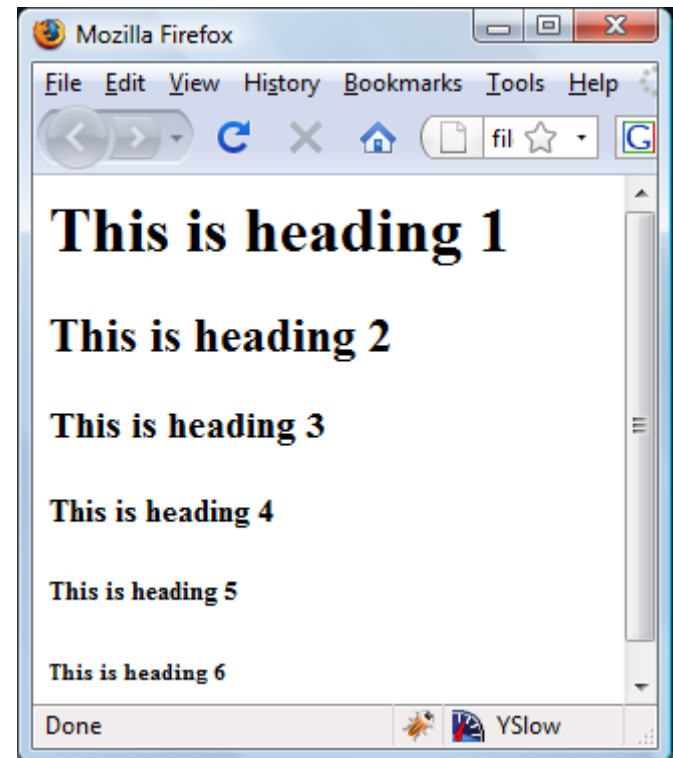 Mozilla Firefox
File Edit View History Bookmarks Tools Help
fil G
This is heading 1
This is heading 2
This is heading 3
This is heading 4
This is heading 5
This is heading 6
Done YSlow